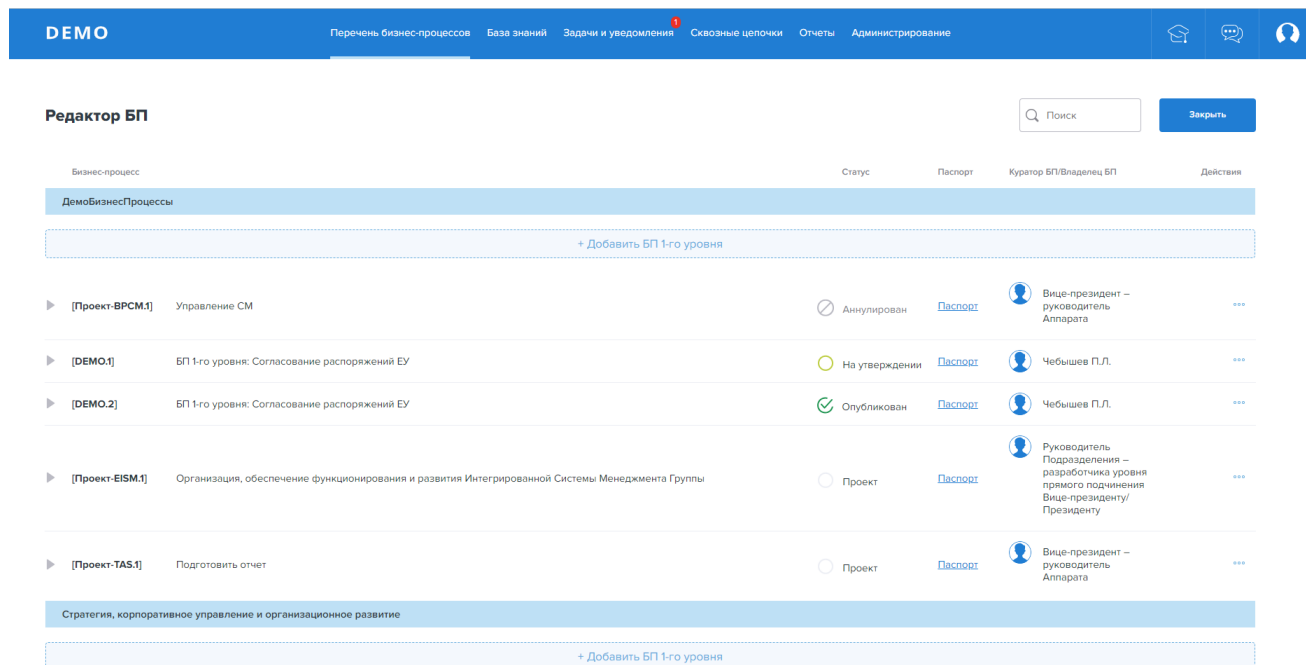 DEMO
Перечень бизнес-процессов База знаний Задачи и уведомления 1 Сквозные цепочки Отчеты Администрирование
Редактор БП
Поиск
Закрыть
Бизнес-процесс Статус Паспорт Куратор БП/Владелец БП Действия
ДемоБизнесПроцессы
+ Добавить БП 1-го уровня
[Проект-BPCM.1] Управление СМ Аннулирован Паспорт Вице-президент –
руководитель
Аппарата
[DEMO.1] БП 1-го уровня: Согласование распоряжений ЕУ На утверждении Паспорт Чебышев П.Л.
[DEMO.2] БП 1-го уровня: Согласование распоряжений ЕУ Опубликован Паспорт Чебышев П.Л.
[Проект-EISM.1] Организация, обеспечение функционирования и развития Интегрированной Системы Менеджмента Группы Проект Паспорт Руководитель
Подразделения –
разработчика уровня
прямого подчинения
Вице-президенту/
Президенту
[Проект-TAS.1] Подготовить отчет Проект Паспорт Вице-президент –
руководитель
Аппарата
Стратегия, корпоративное управление и организационное развитие
+ Добавить БП 1-го уровня